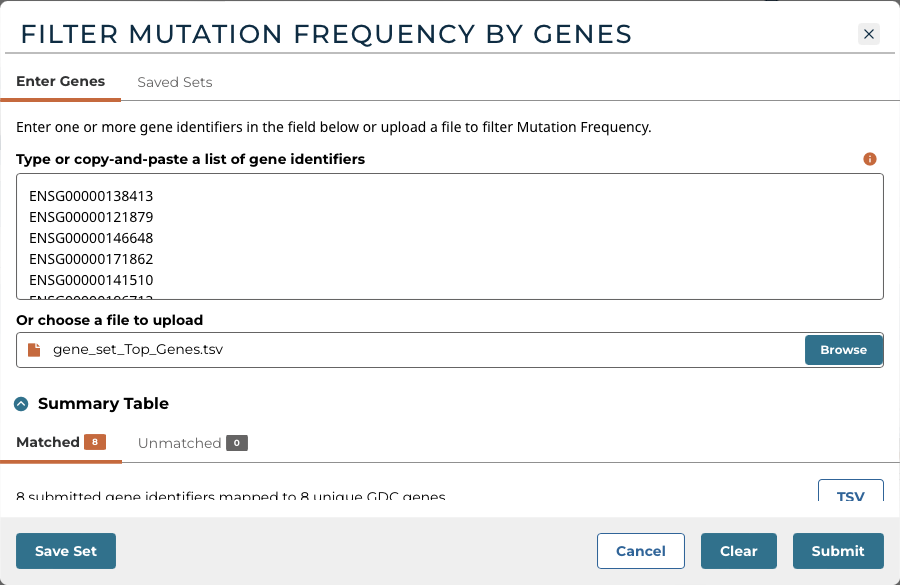 FILTER MUTATION FREQUENCY BY GENES
Enter Genes
Saved Sets
Enter one or more gene identifiers in the field below or upload a file to filter Mutation Frequency.
Type or copy-and-paste a list of gene identifiers
ENSG00000138413
ENSG00000121879
ENSG00000146648
ENSG00000171862
ENSG00000141510
Or choose a file to upload
gene_set_Top_Genes.tsv
Browse
Summary Table
Matched 8
Unmatched 0
8 submitted gene identifiers mapped to 8 unique GDC genes
TSV
Save Set
Cancel
Clear
Submit